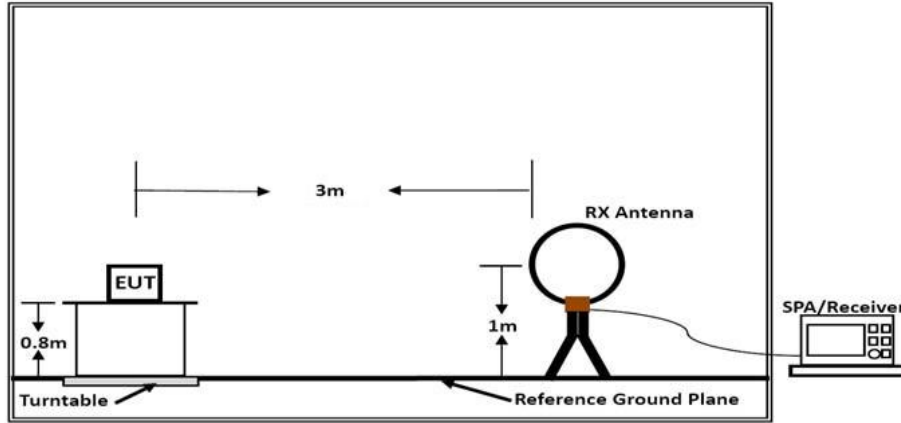 3m
RX Antenna
EUT
SPA/Receiver
0.8m
1m
Turntable
Reference Ground Plane